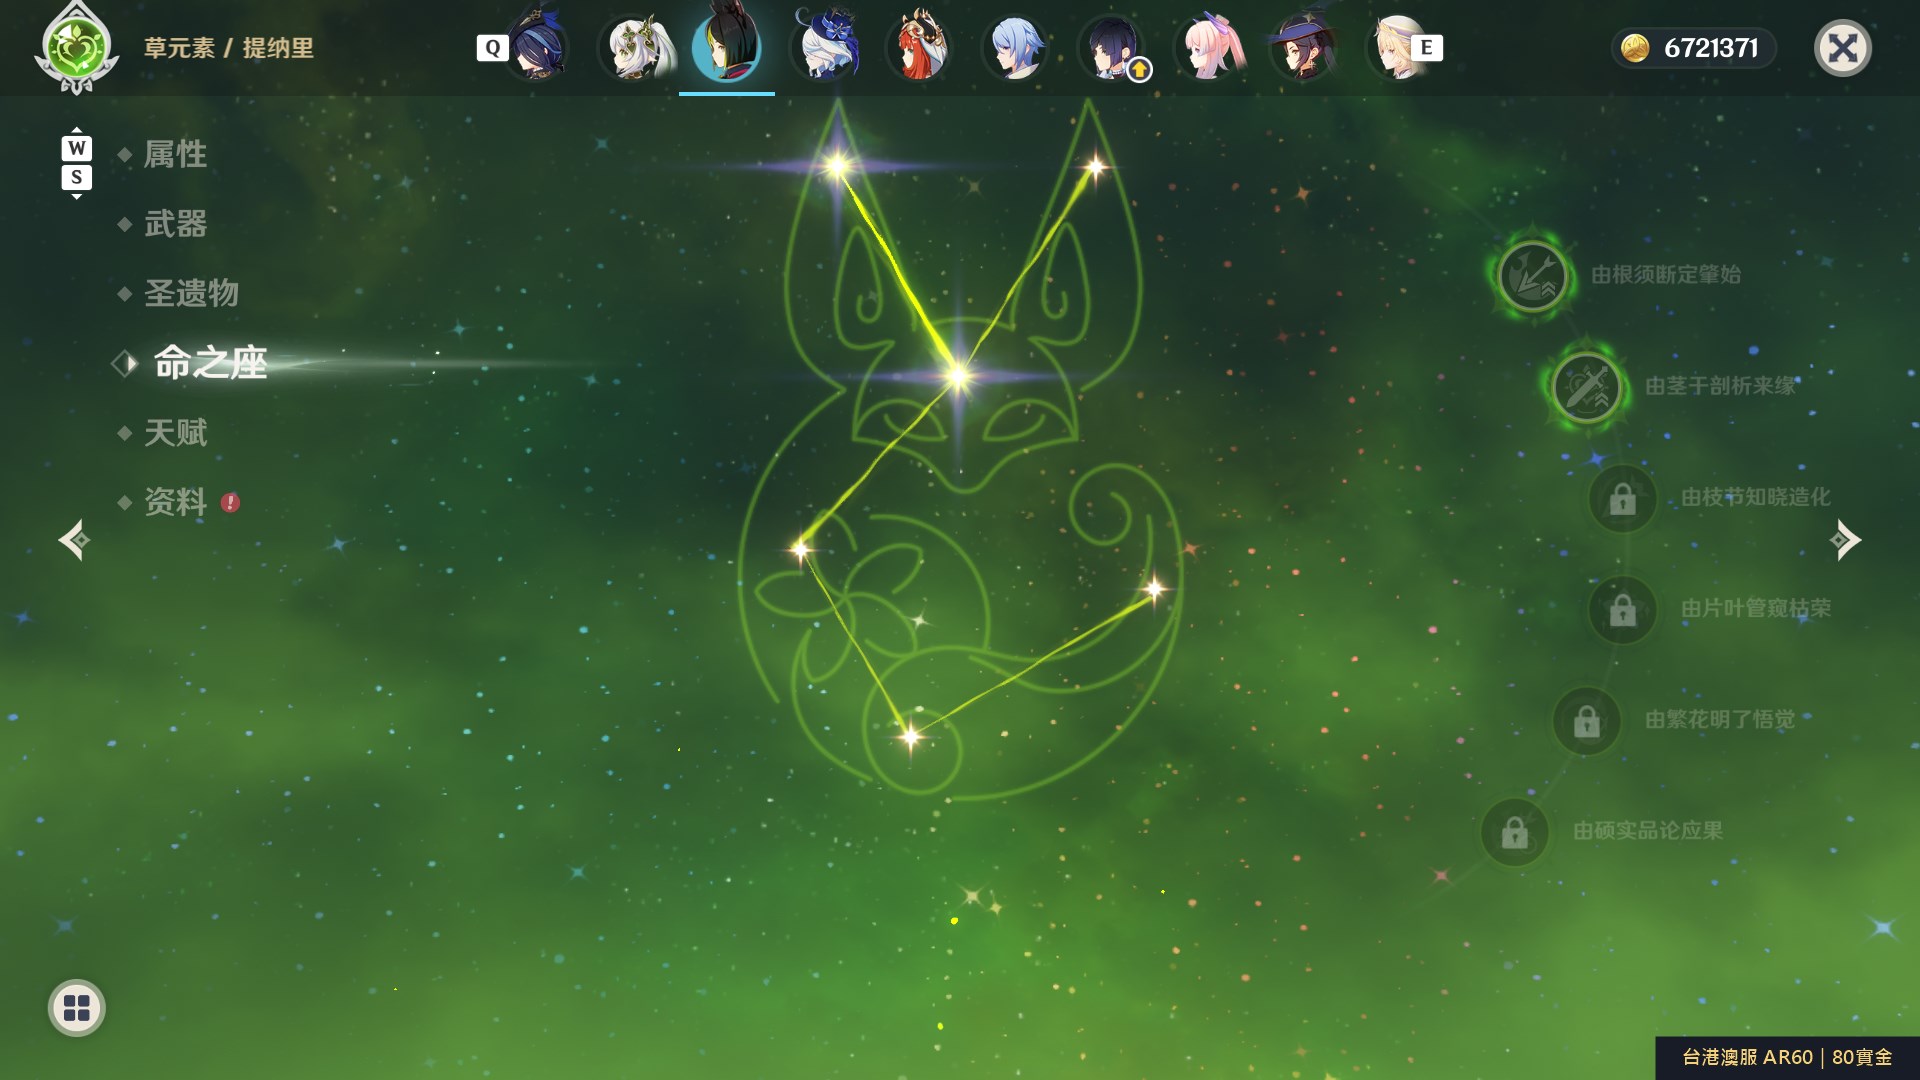 草元素 / 提纳里
Q
E
6721371
W
S
属性
武器
圣遗物
命之座
天赋
资料
由根须断定肇始
由茎干剖析来缘
由枝节知晓造化
由片叶管窥枯荣
由繁花明了悟觉
由硕实品论应果
台港澳服 AR60 | 80實金